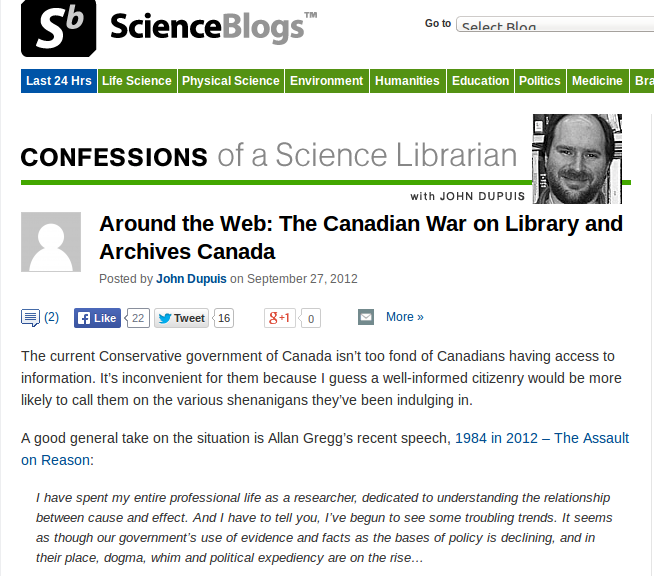 Sb ScienceBlogs™
Go to Select Blog
Last 24 Hrs Life Science Physical Science Environment Humanities Education Politics Medicine Bra
CONFESSIONS of a Science Librarian
with JOHN DUPUIS
Around the Web: The Canadian War on Library and
Archives Canada
Posted by John Dupuis on September 27, 2012
(2) Like 22 Tweet 16 g+1 0 More »
The current Conservative government of Canada isn’t too fond of Canadians having access to
information. It’s inconvenient for them because I guess a well-informed citizenry would be more
likely to call them on the various shenanigans they’ve been indulging in.
A good general take on the situation is Allan Gregg’s recent speech, 1984 in 2012 – The Assault
on Reason:
I have spent my entire professional life as a researcher, dedicated to understanding the relationship
between cause and effect. And I have to tell you, I’ve begun to see some troubling trends. It seems
as though our government’s use of evidence and facts as the bases of policy is declining, and in
their place, dogma, whim and political expediency are on the rise…